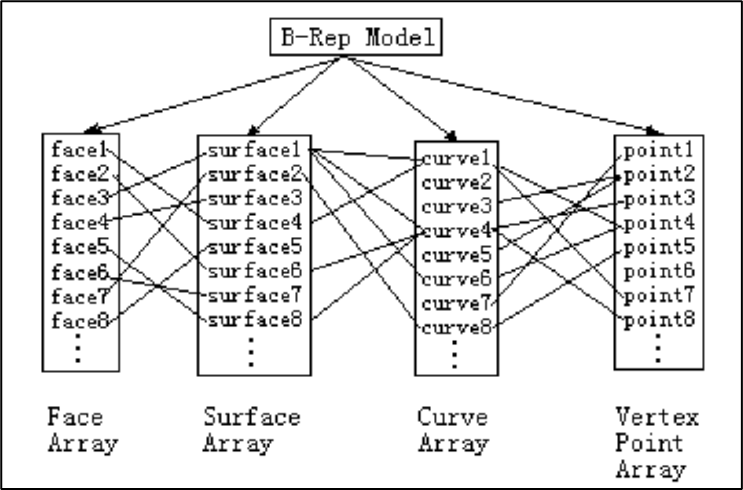 B-Rep Model
face1
face2
face3
face4
face5
face6
face7
face8
surface1
surface2
surface3
surface4
surface5
surface6
surface7
surface8
curve1
curve2
curve3
curve4
curve5
curve6
curve7
curve8
point1
point2
point3
point4
point5
point6
point7
point8
Face
Array
Surface
Array
Curve
Array
Vertex
Point
Array